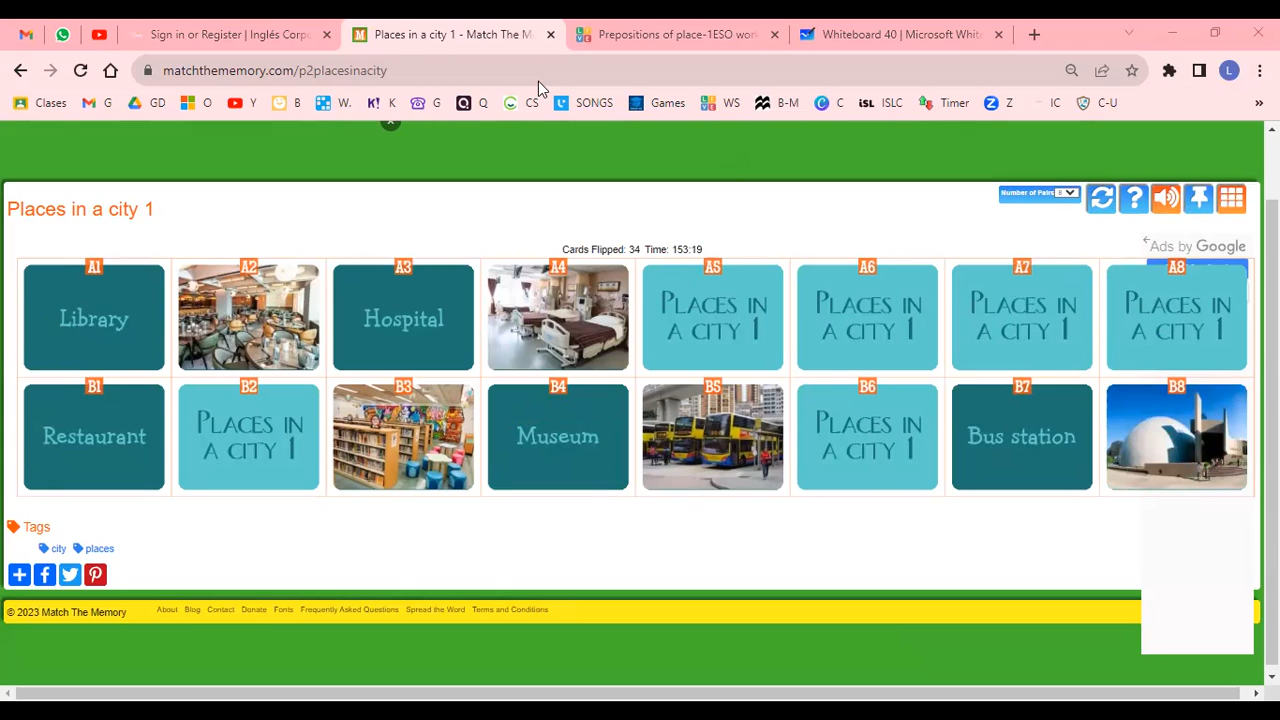 Sign in or Register | Inglés Corpo
Places in a city 1 - Match The M
Prepositions of place-1ESO wor
Whiteboard 40 | Microsoft White
matchthememory.com/p2placesinacity
L
Clases
G
GD
O
Y
B
W.
K! K
G
Q
CS
SONGS
Games
WS
B-M
C
iSL ISLC
Timer
Z
IC
C-U
»
Places in a city 1
Number of Pairs 8
Cards Flipped: 34 Time: 153:19
Ads by Google
A1 A2 A3 A4 A5 A6 A7 A8
Library
Hospital
PLACES IN A CITY 1
PLACES IN A CITY 1
PLACES IN A CITY 1
PLACES IN A CITY 1
B1 B2 B3 B4 B5 B6 B7 B8
Restaurant
PLACES IN A CITY 1
Museum
PLACES IN A CITY 1
Bus station
Tags
city places
© 2023 Match The Memory
About Blog Contact Donate Fonts Frequently Asked Questions Spread the Word Terms and Conditions